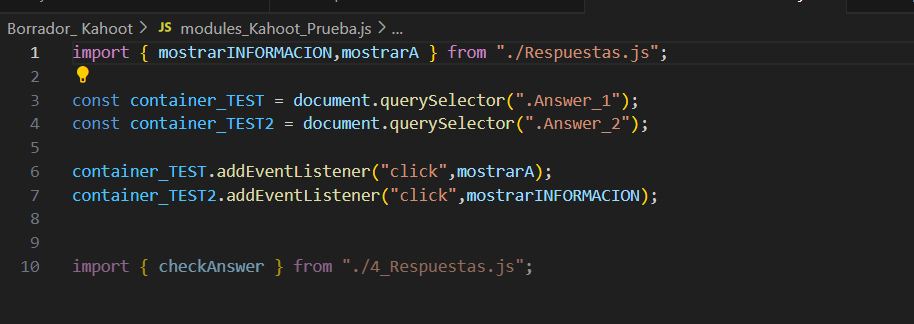 Borrador_ Kahoot > JS modules_Kahoot_Prueba.js > ...
1 import { mostrarINFORMACION,mostrarA } from "./Respuestas.js";
2
3 const container_TEST = document.querySelector(".Answer_1");
4 const container_TEST2 = document.querySelector(".Answer_2");
5
6 container_TEST.addEventListener("click",mostrarA);
7 container_TEST2.addEventListener("click",mostrarINFORMACION);
8
9
10 import { checkAnswer } from "./4_Respuestas.js";